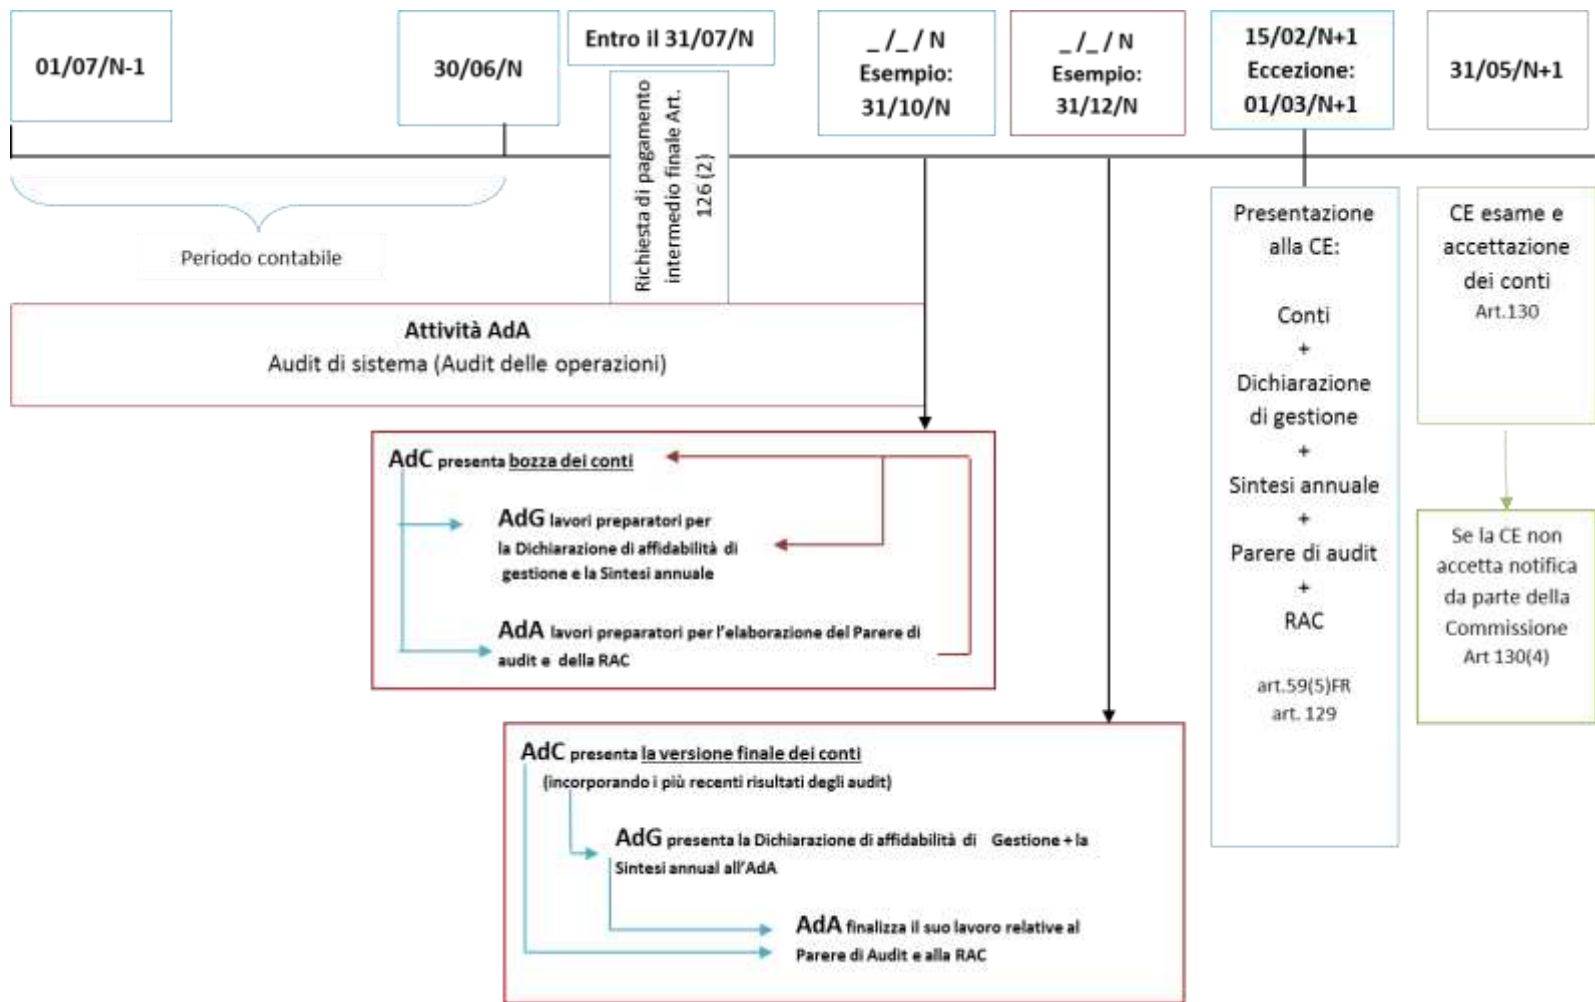 01/07/N-1
30/06/N
Entro il 31/07/N
_ /_ / N
Esempio:
31/10/N
_ /_ / N
Esempio:
31/12/N
15/02/N+1
Eccezione:
01/03/N+1
31/05/N+1
Richiesta di pagamento
intermedio finale Art.
126 (2)
Periodo contabile
Attività AdA
Audit di sistema (Audit delle operazioni)
AdC presenta bozza dei conti
AdG lavori preparatori per
la Dichiarazione di affidabilità di
gestione e la Sintesi annuale
AdA lavori preparatori per l'elaborazione del Parere di
audit e della RAC
AdC presenta la versione finale dei conti
(incorporando i più recenti risultati degli audit)
AdG presenta la Dichiarazione di affidabilità di Gestione + la
Sintesi annual all'AdA
AdA finalizza il suo lavoro relative al
Parere di Audit e alla RAC
Presentazione
alla CE:
Conti
+
Dichiarazione
di gestione
+
Sintesi annuale
+
Parere di audit
+
RAC
art.59(5)FR
art. 129
CE esame e
accettazione
dei conti
Art.130
Se la CE non
accetta notifica
da parte della
Commissione
Art 130(4)